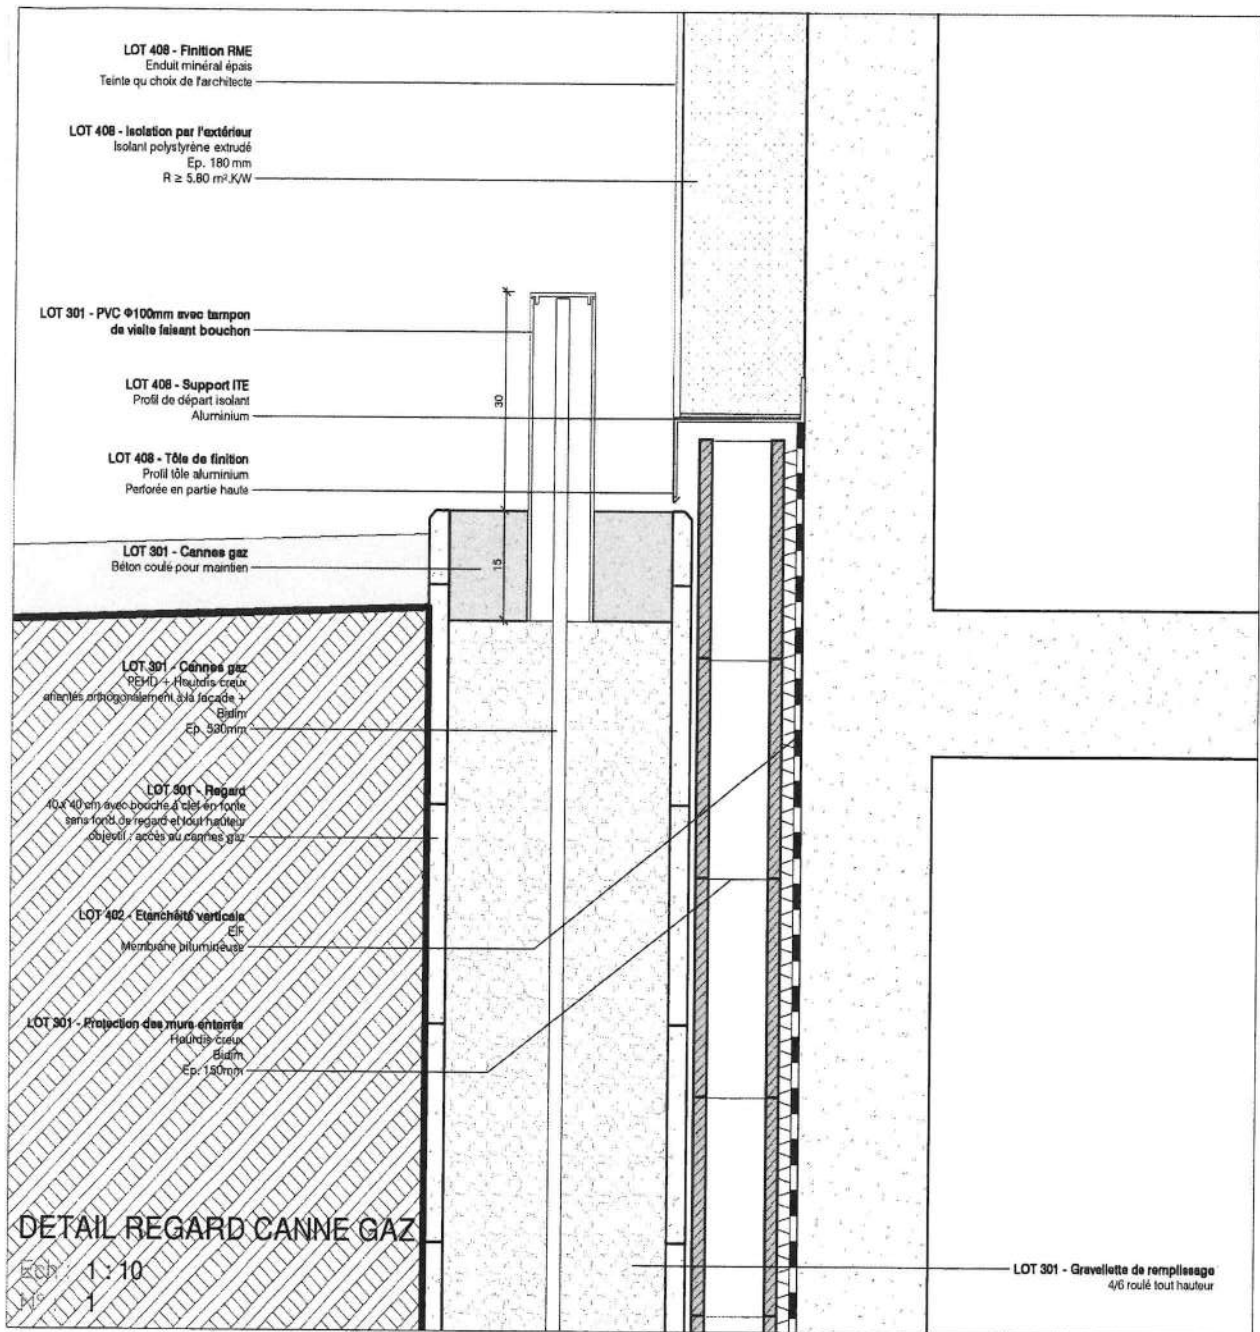 LOT 408 - Finition RME
Enduit minéral épais
Teinte qu choix de l'architecte
LOT 408 - Isolation par l'extérieur
Isolant polystyrène extrudé
Ep. 180 mm
R ≥ 5.80 m².K/W
LOT 301 - PVC Φ100mm avec tampon
de visite faisant bouchon
LOT 408 - Support ITE
Profil de départ isolant
Aluminium
30
LOT 408 - Tôle de finition
Profil tôle aluminium
Perforée en partie haute
LOT 301 - Cannes gaz
Béton coulé pour maintien
15
LOT 301 - Cannes gaz
PEHD + Hourdis creux
orientés orthogonalement à la façade +
Bidim
Ep. 530mm
LOT 301 - Regard
40 x 40 cm avec bouche à clef en fonte
sans fond de regard et tout hauteur
objectif : accès au cannes gaz
LOT 402 - Etanchéité verticale
EIF
Membrane bitumineuse
LOT 301 - Protection des murs enterrés
Hourdis creux
Bidim
Ep. 150mm
DETAIL REGARD CANNE GAZ
Ech : 1 : 10
N° : 1
LOT 301 - Gravellette de remplissage
4/6 roulé tout hauteur